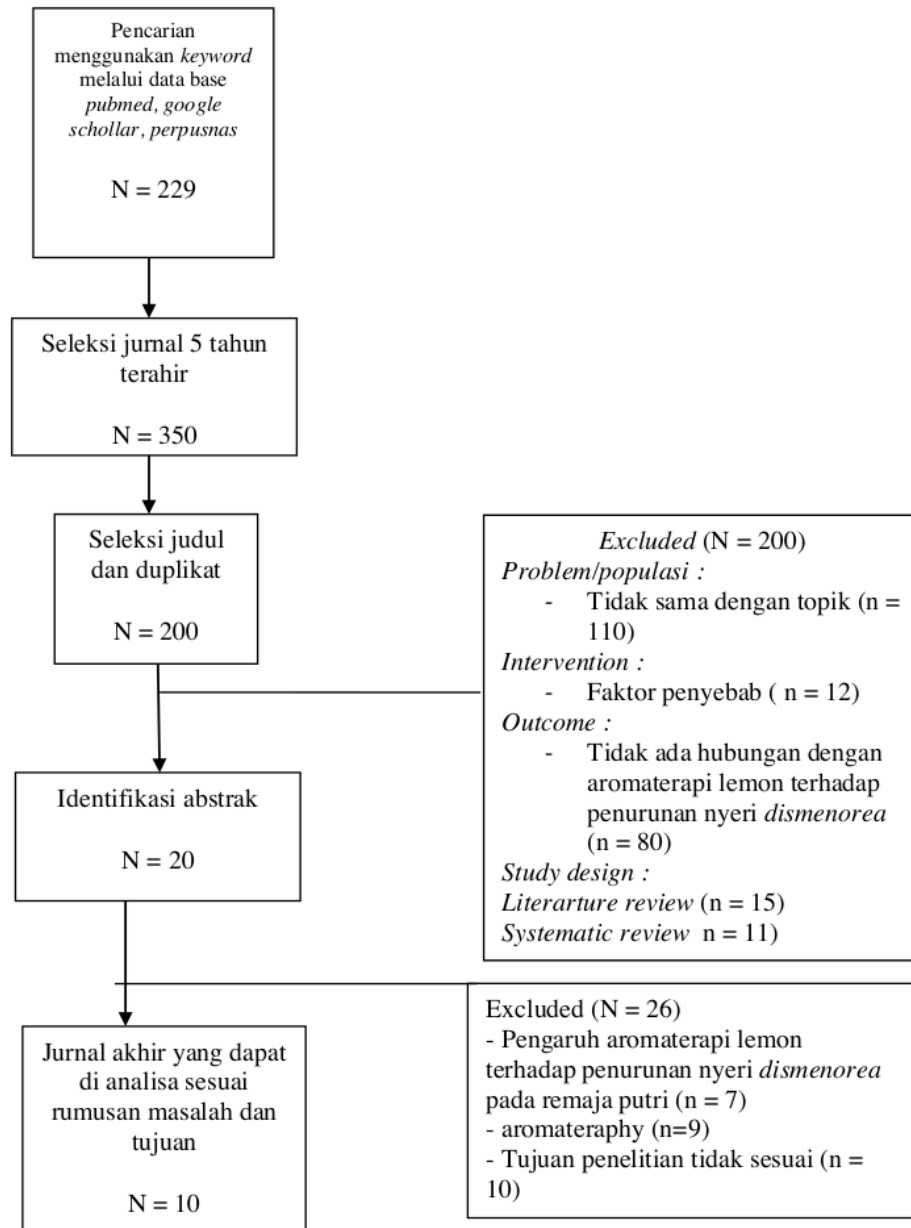 Pencarian
menggunakan keyword
melalui data base
pubmed, google
schollar, perpusnas
N = 229
Seleksi jurnal 5 tahun
terahir
N = 350
Seleksi judul
dan duplikat
N = 200
Excluded (N = 200)
Problem/populasi :
- Tidak sama dengan topik (n =
110)
Intervention :
- Faktor penyebab ( n = 12)
Outcome :
- Tidak ada hubungan dengan
aromaterapi lemon terhadap
penurunan nyeri dismenorea
(n = 80)
Study design :
Literarture review (n = 15)
Systematic review n = 11)
Identifikasi abstrak
N = 20
Excluded (N = 26)
- Pengaruh aromaterapi lemon
terhadap penurunan nyeri dismenorea
pada remaja putri (n = 7)
- aromateraphy (n=9)
- Tujuan penelitian tidak sesuai (n =
10)
Jurnal akhir yang dapat
di analisa sesuai
rumusan masalah dan
tujuan
N = 10